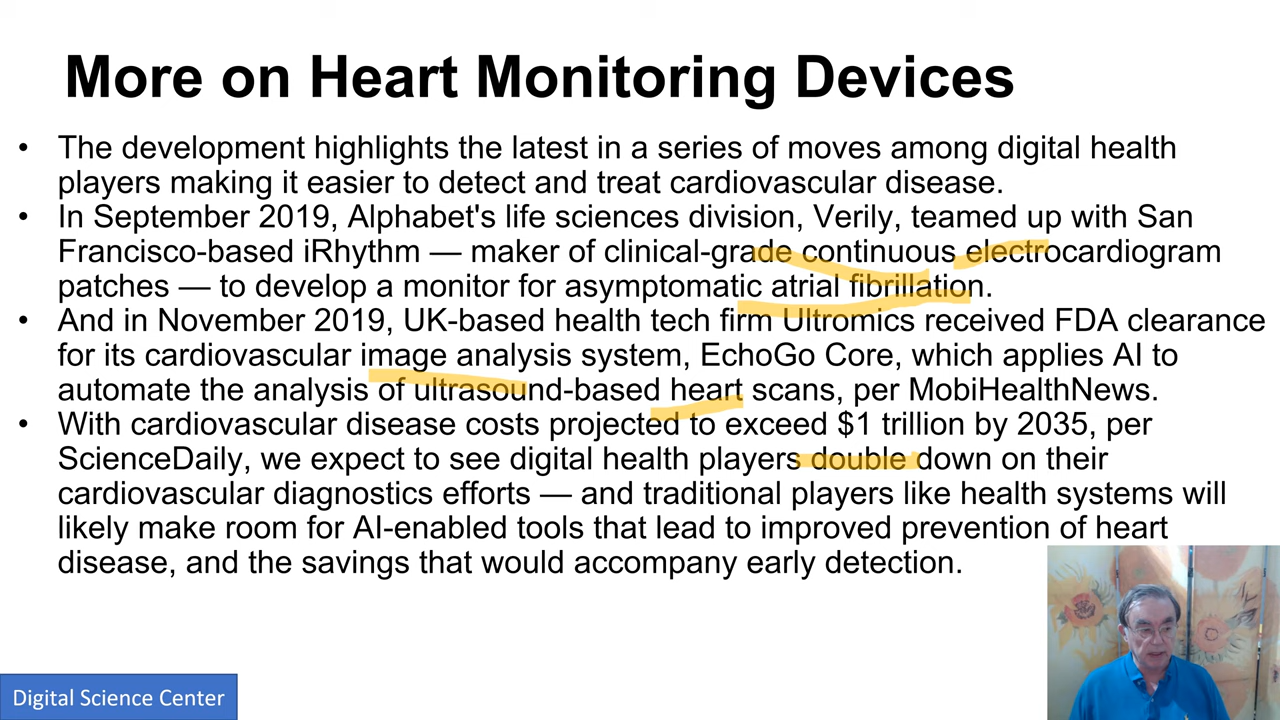 More on Heart Monitoring Devices
• The development highlights the latest in a series of moves among digital health
players making it easier to detect and treat cardiovascular disease.
• In September 2019, Alphabet's life sciences division, Verily, teamed up with San
Francisco-based iRhythm — maker of clinical-grade continuous electrocardiogram
patches — to develop a monitor for asymptomatic atrial fibrillation.
• And in November 2019, UK-based health tech firm Ultromics received FDA clearance
for its cardiovascular image analysis system, EchoGo Core, which applies AI to
automate the analysis of ultrasound-based heart scans, per MobiHealthNews.
• With cardiovascular disease costs projected to exceed $1 trillion by 2035, per
ScienceDaily, we expect to see digital health players double down on their
cardiovascular diagnostics efforts — and traditional players like health systems will
likely make room for AI-enabled tools that lead to improved prevention of heart
disease, and the savings that would accompany early detection.
Digital Science Center